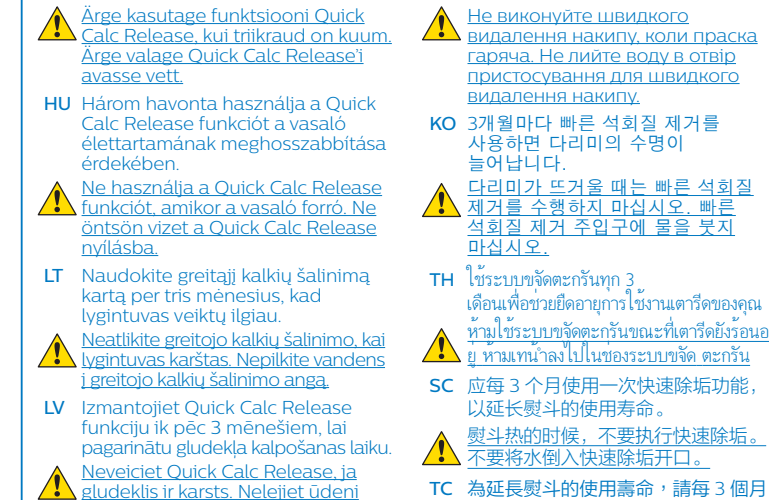 Ärge kasutage funktsiooni Quick
Calc Release, kui triikraud on kuum.
Ärge valage Quick Calc Release'i
avasse vett.
HU Három havonta használja a Quick
Calc Release funkciót a vasaló
élettartamának meghosszabbítása
érdekében.
Ne használja a Quick Calc Release
funkciót, amikor a vasaló forró. Ne
öntsön vizet a Quick Calc Release
nyílásba.
LT Naudokite greitąjį kalkių šalinimą
kartą per tris mėnesius, kad
lygintuvas veiktų ilgiau.
Neatlikite greitojo kalkių šalinimo, kai
lygintuvas karštas. Nepilkite vandens
į greitojo kalkių šalinimo angą.
LV Izmantojiet Quick Calc Release
funkciju ik pēc 3 mēnešiem, lai
pagarinātu gludekļa kalpošanas laiku.
Neveiciet Quick Calc Release, ja
gludeklis ir karsts. Nelejiet ūdeni
Не виконуйте швидкого
видалення накипу, коли праска
гаряча. Не лийте воду в отвір
пристосування для швидкого
видалення накипу.
KO 3개월마다 빠른 석회질 제거를
사용하면 다리미의 수명이
늘어납니다.
다리미가 뜨거울 때는 빠른 석회질
제거를 수행하지 마십시오. 빠른
석회질 제거 주입구에 물을 붓지
마십시오.
TH ใช้ระบบขจัดตะกรันทุก 3
เดือนเพื่อช่วยยืดอายุการใช้งานเตารีดของคุณ
ห้ามใช้ระบบขจัดตะกรันขณะที่เตารีดยังร้อนอ
ยู่ ห้ามเทน้ำลงไปในช่องระบบขจัด ตะกรัน
SC 应每 3 个月使用一次快速除垢功能，
以延长熨斗的使用寿命。
熨斗热的时候，不要执行快速除垢。
不要将水倒入快速除垢开口。
TC 為延長熨斗的使用壽命，請每 3 個月